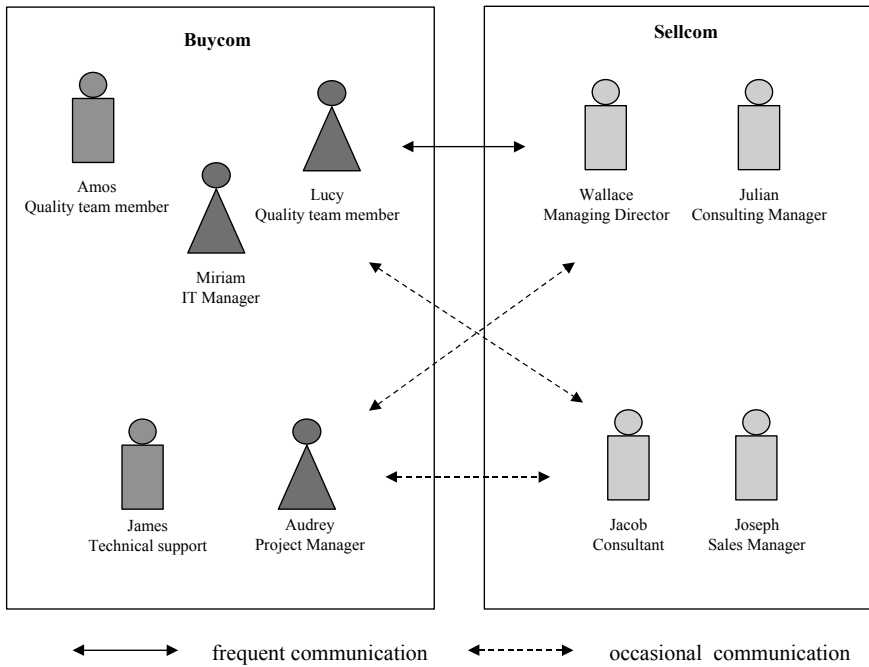 Buycom
Sellcom
Amos
Quality team member
Lucy
Quality team member
Miriam
IT Manager
Wallace
Managing Director
Julian
Consulting Manager
James
Technical support
Audrey
Project Manager
Jacob
Consultant
Joseph
Sales Manager
frequent communication
occasional communication